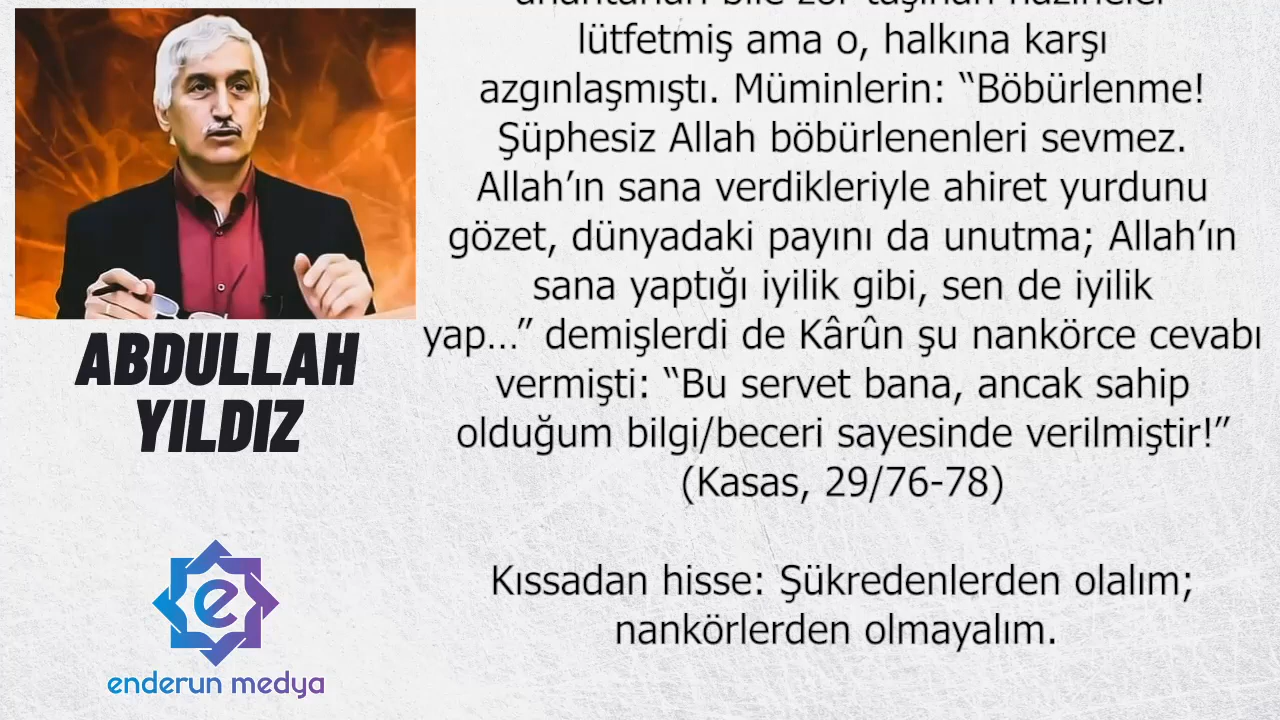 lütfetmiş ama o, halkına karşı
azgınlaşmıştı. Müminlerin: “Böbürlenme!
Şüphesiz Allah böbürlenenleri sevmez.
Allah’ın sana verdikleriyle ahiret yurdunu
gözet, dünyadaki payını da unutma; Allah’ın
sana yaptığı iyilik gibi, sen de iyilik
yap...” demişlerdi de Kârûn şu nankörce cevabı
vermişti: “Bu servet bana, ancak sahip
olduğum bilgi/beceri sayesinde verilmiştir!”
(Kasas, 29/76-78)
Kıssadan hisse: Şükredenlerden olalım;
nankörlerden olmayalım.
ABDULLAH
YILDIZ
e
enderun medya